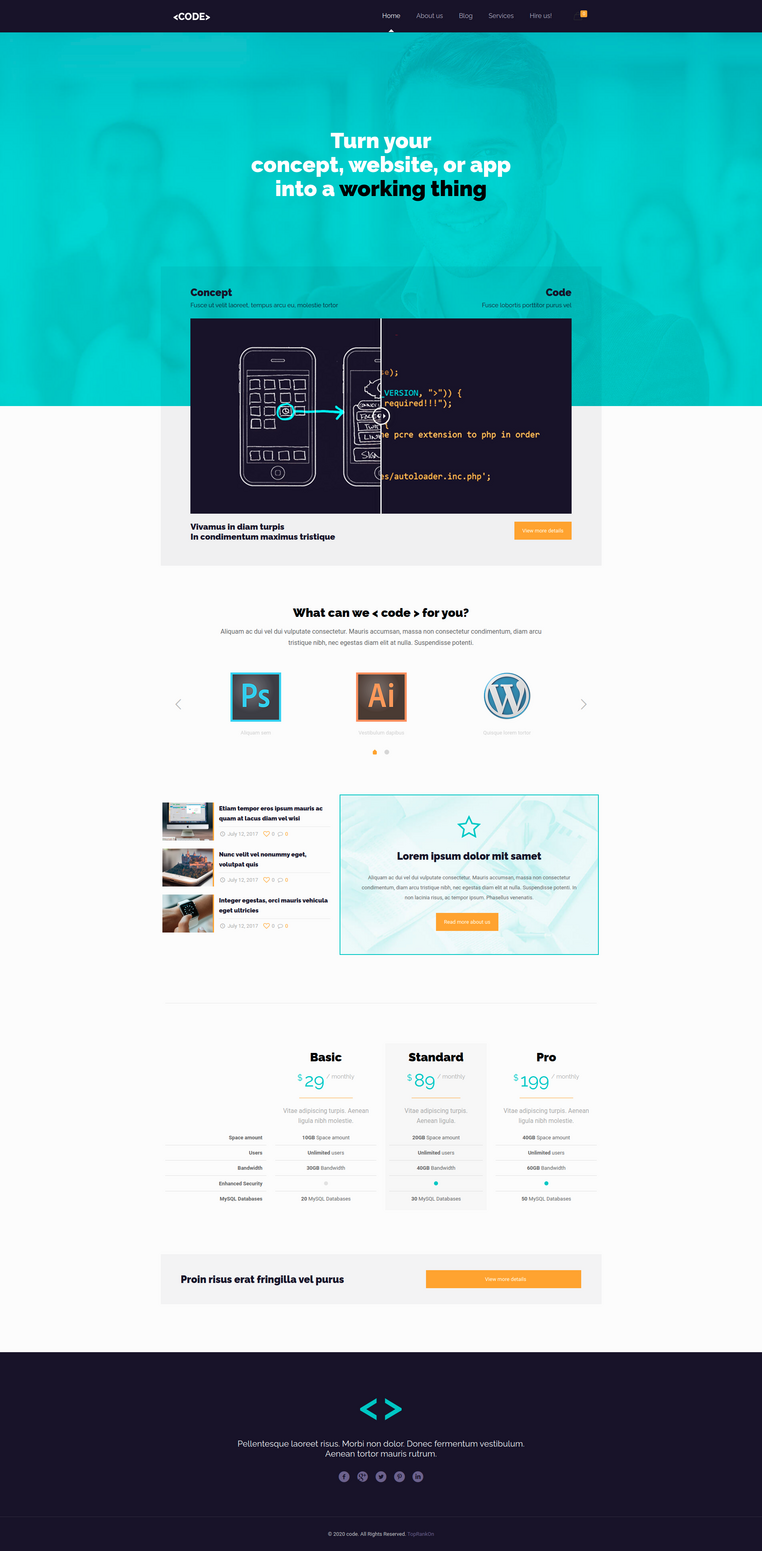 <CODE>
Home About us Blog Services Hire us!
0
Turn your
concept, website, or app
into a working thing
Concept
Code
Fusce ut velit laoreet, tempus arcu eu, molestie tortor
Fusce lobortis porttitor purus vel
se);
VERSION, ">")) {
required!!!");
{
he pcre extension to php in order
es/autoloader.inc.php';
Vivamus in diam turpis
In condimentum maximus tristique
View more details
What can we < code > for you?
Aliquam ac dui vel dui vulputate consectetur. Mauris accumsan, massa non consectetur condimentum, diam arcu
tristique nibh, nec egestas diam elit at nulla. Suspendisse potenti.
Ps
Ai
W
Aliquam sem
Vestibulum dapibus
Quisque lorem tortor
Etiam tempor eros ipsum mauris ac
quam at lacus diam vel wisi
July 12, 2017 0 0
Nunc velit vel nonummy eget,
volutpat quis
July 12, 2017 0 0
Integer egestas, orci mauris vehicula
eget ultricies
July 12, 2017 0 0
Lorem ipsum dolor mit samet
Aliquam ac dui vel dui vulputate consectetur. Mauris accumsan, massa non consectetur
condimentum, diam arcu tristique nibh, nec egestas diam elit at nulla. Suspendisse potenti. In
non lacinia risus, ac tempor ipsum. Phasellus venenatis.
Read more about us
Basic Standard Pro
$ 29 / monthly $ 89 / monthly $ 199 / monthly
Vitae adipiscing turpis. Aenean
ligula nibh molestie.
Vitae adipiscing turpis.
Aenean ligula.
Vitae adipiscing turpis. Aenean
ligula nibh molestie.
Space amount 10GB Space amount 20GB Space amount 40GB Space amount
Users Unlimited users Unlimited users Unlimited users
Bandwidth 30GB Bandwidth 40GB Bandwidth 60GB Bandwidth
Enhanced Security
MySQL Databases 20 MySQL Databases 30 MySQL Databases 50 MySQL Databases
Proin risus erat fringilla vel purus
View more details
< >
Pellentesque laoreet risus. Morbi non dolor. Donec fermentum vestibulum.
Aenean tortor mauris rutrum.
© 2020 code. All Rights Reserved. TopRankOn